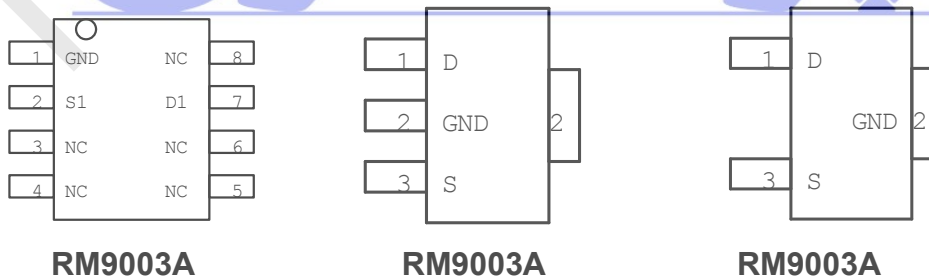 1 GND NC 8
2 S1 D1 7
3 NC NC 6
4 NC NC 5
RM9003A
1 D
2 GND 2
3 S
RM9003A
1 D
GND 2
3 S
RM9003A